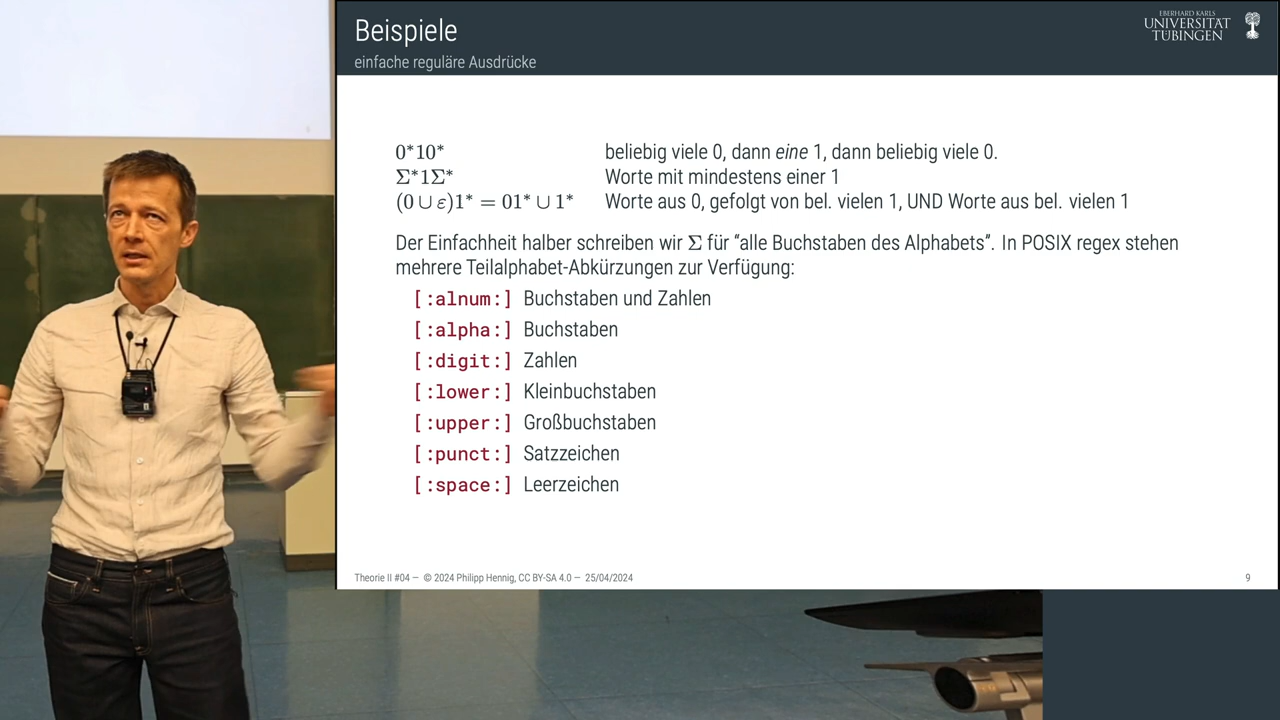 Beispiele
einfache reguläre Ausdrücke
EBERHARD KARLS
UNIVERSITÄT
TÜBINGEN
0*10* beliebig viele 0, dann eine 1, dann beliebig viele 0.
Σ*1Σ* Worte mit mindestens einer 1
(0 ∪ ε)1* = 01* ∪ 1* Worte aus 0, gefolgt von bel. vielen 1, UND Worte aus bel. vielen 1
Der Einfachheit halber schreiben wir Σ für “alle Buchstaben des Alphabets”. In POSIX regex stehen
mehrere Teilalphabet-Abkürzungen zur Verfügung:
[:alnum:] Buchstaben und Zahlen
[:alpha:] Buchstaben
[:digit:] Zahlen
[:lower:] Kleinbuchstaben
[:upper:] Großbuchstaben
[:punct:] Satzzeichen
[:space:] Leerzeichen
Theorie II #04 — © 2024 Philipp Hennig, CC BY-SA 4.0 — 25/04/2024
9